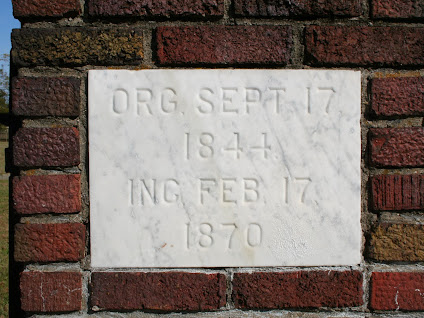 ORG. SEPT. 17
1844.
INC. FEB. 17.
1870